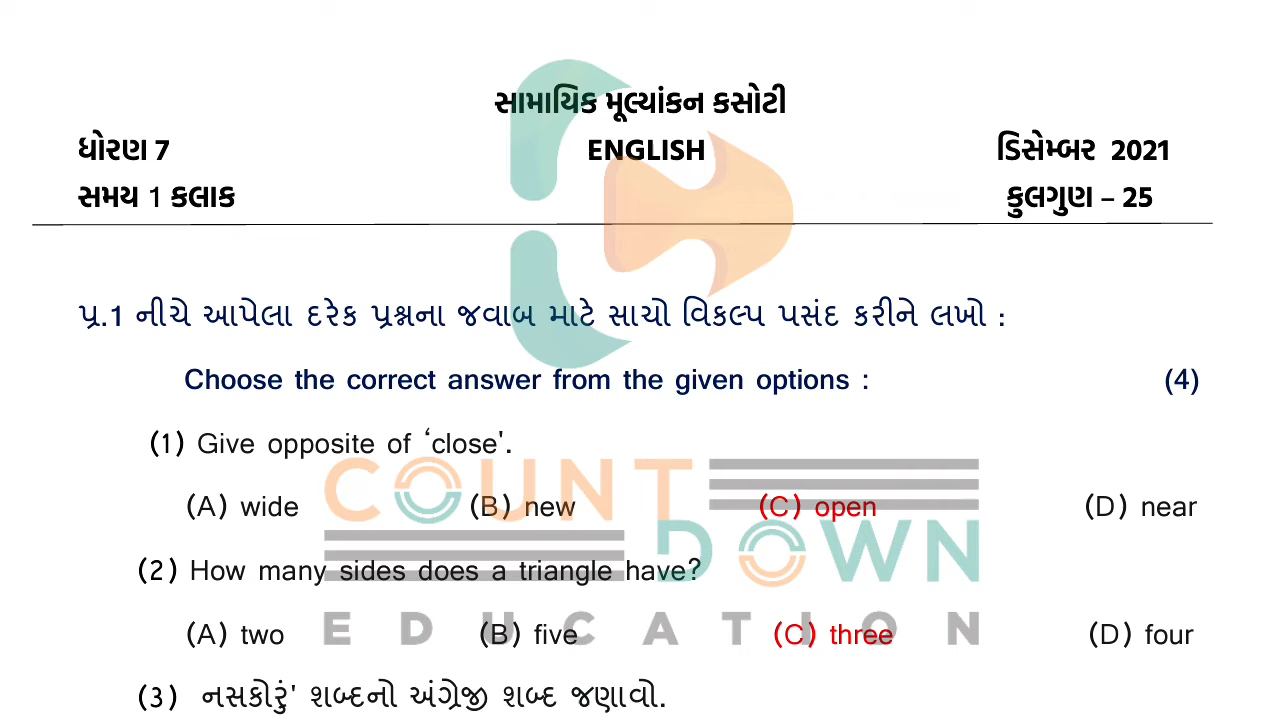 સામાયિક મૂલ્યાંકન કસોટી
ધોરણ 7 ENGLISH ડિસેમ્બર 2021
સમય 1 કલાક કુલગુણ – 25
પ્ર.1 નીચે આપેલા દરેક પ્રશ્નના જવાબ માટે સાચો વિકલ્પ પસંદ કરીને લખો :
Choose the correct answer from the given options : (4)
(1) Give opposite of ‘close'.
(A) wide (B) new (C) open (D) near
(2) How many sides does a triangle have?
(A) two (B) five (C) three (D) four
(3) નસકોરું' શબ્દનો અંગ્રેજી શબ્દ જણાવો.
COUNT
DOWN
EDUCATION